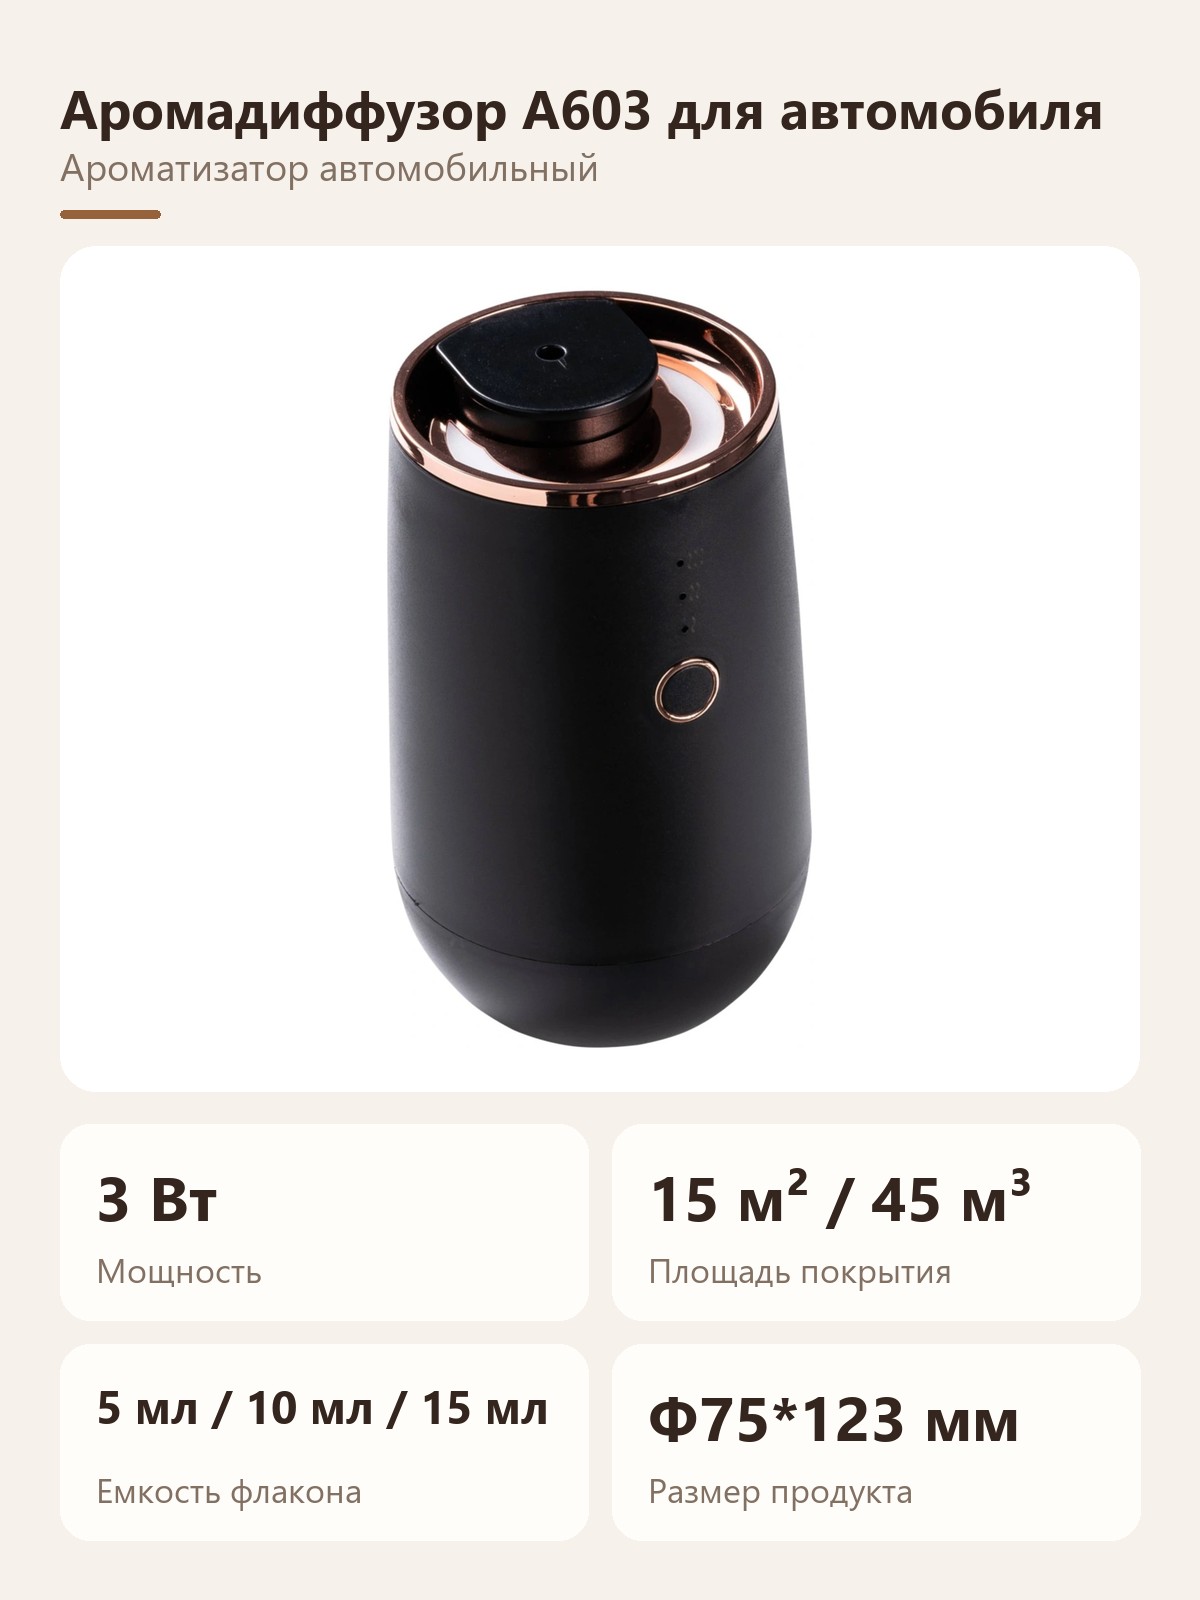 Аромадиффузор A603 для автомобиля
Ароматизатор автомобильный
3 Вт
Мощность
15 м² / 45 м³
Площадь покрытия
5 мл / 10 мл / 15 мл
Емкость флакона
Ф75*123 мм
Размер продукта